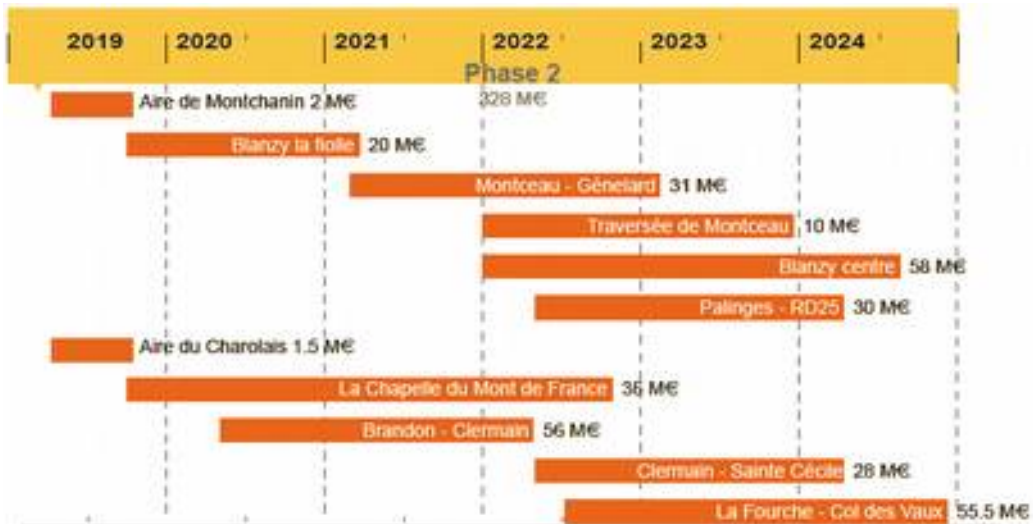 2019 2020 2021 2022 2023 2024
Phase 2
328 M€
Aire de Montchanin 2 M€
Blanzy la fiolle 20 M€
Montceau - Génelard 31 M€
Traversée de Montceau 10 M€
Blanzy centre 58 M€
Palinges - RD25 30 M€
Aire du Charolais 1.5 M€
La Chapelle du Mont de France 36 M€
Brandon - Clermain 56 M€
Clermain - Sainte Cécile 28 M€
La Fourche - Col des Vaux 55.5 M€